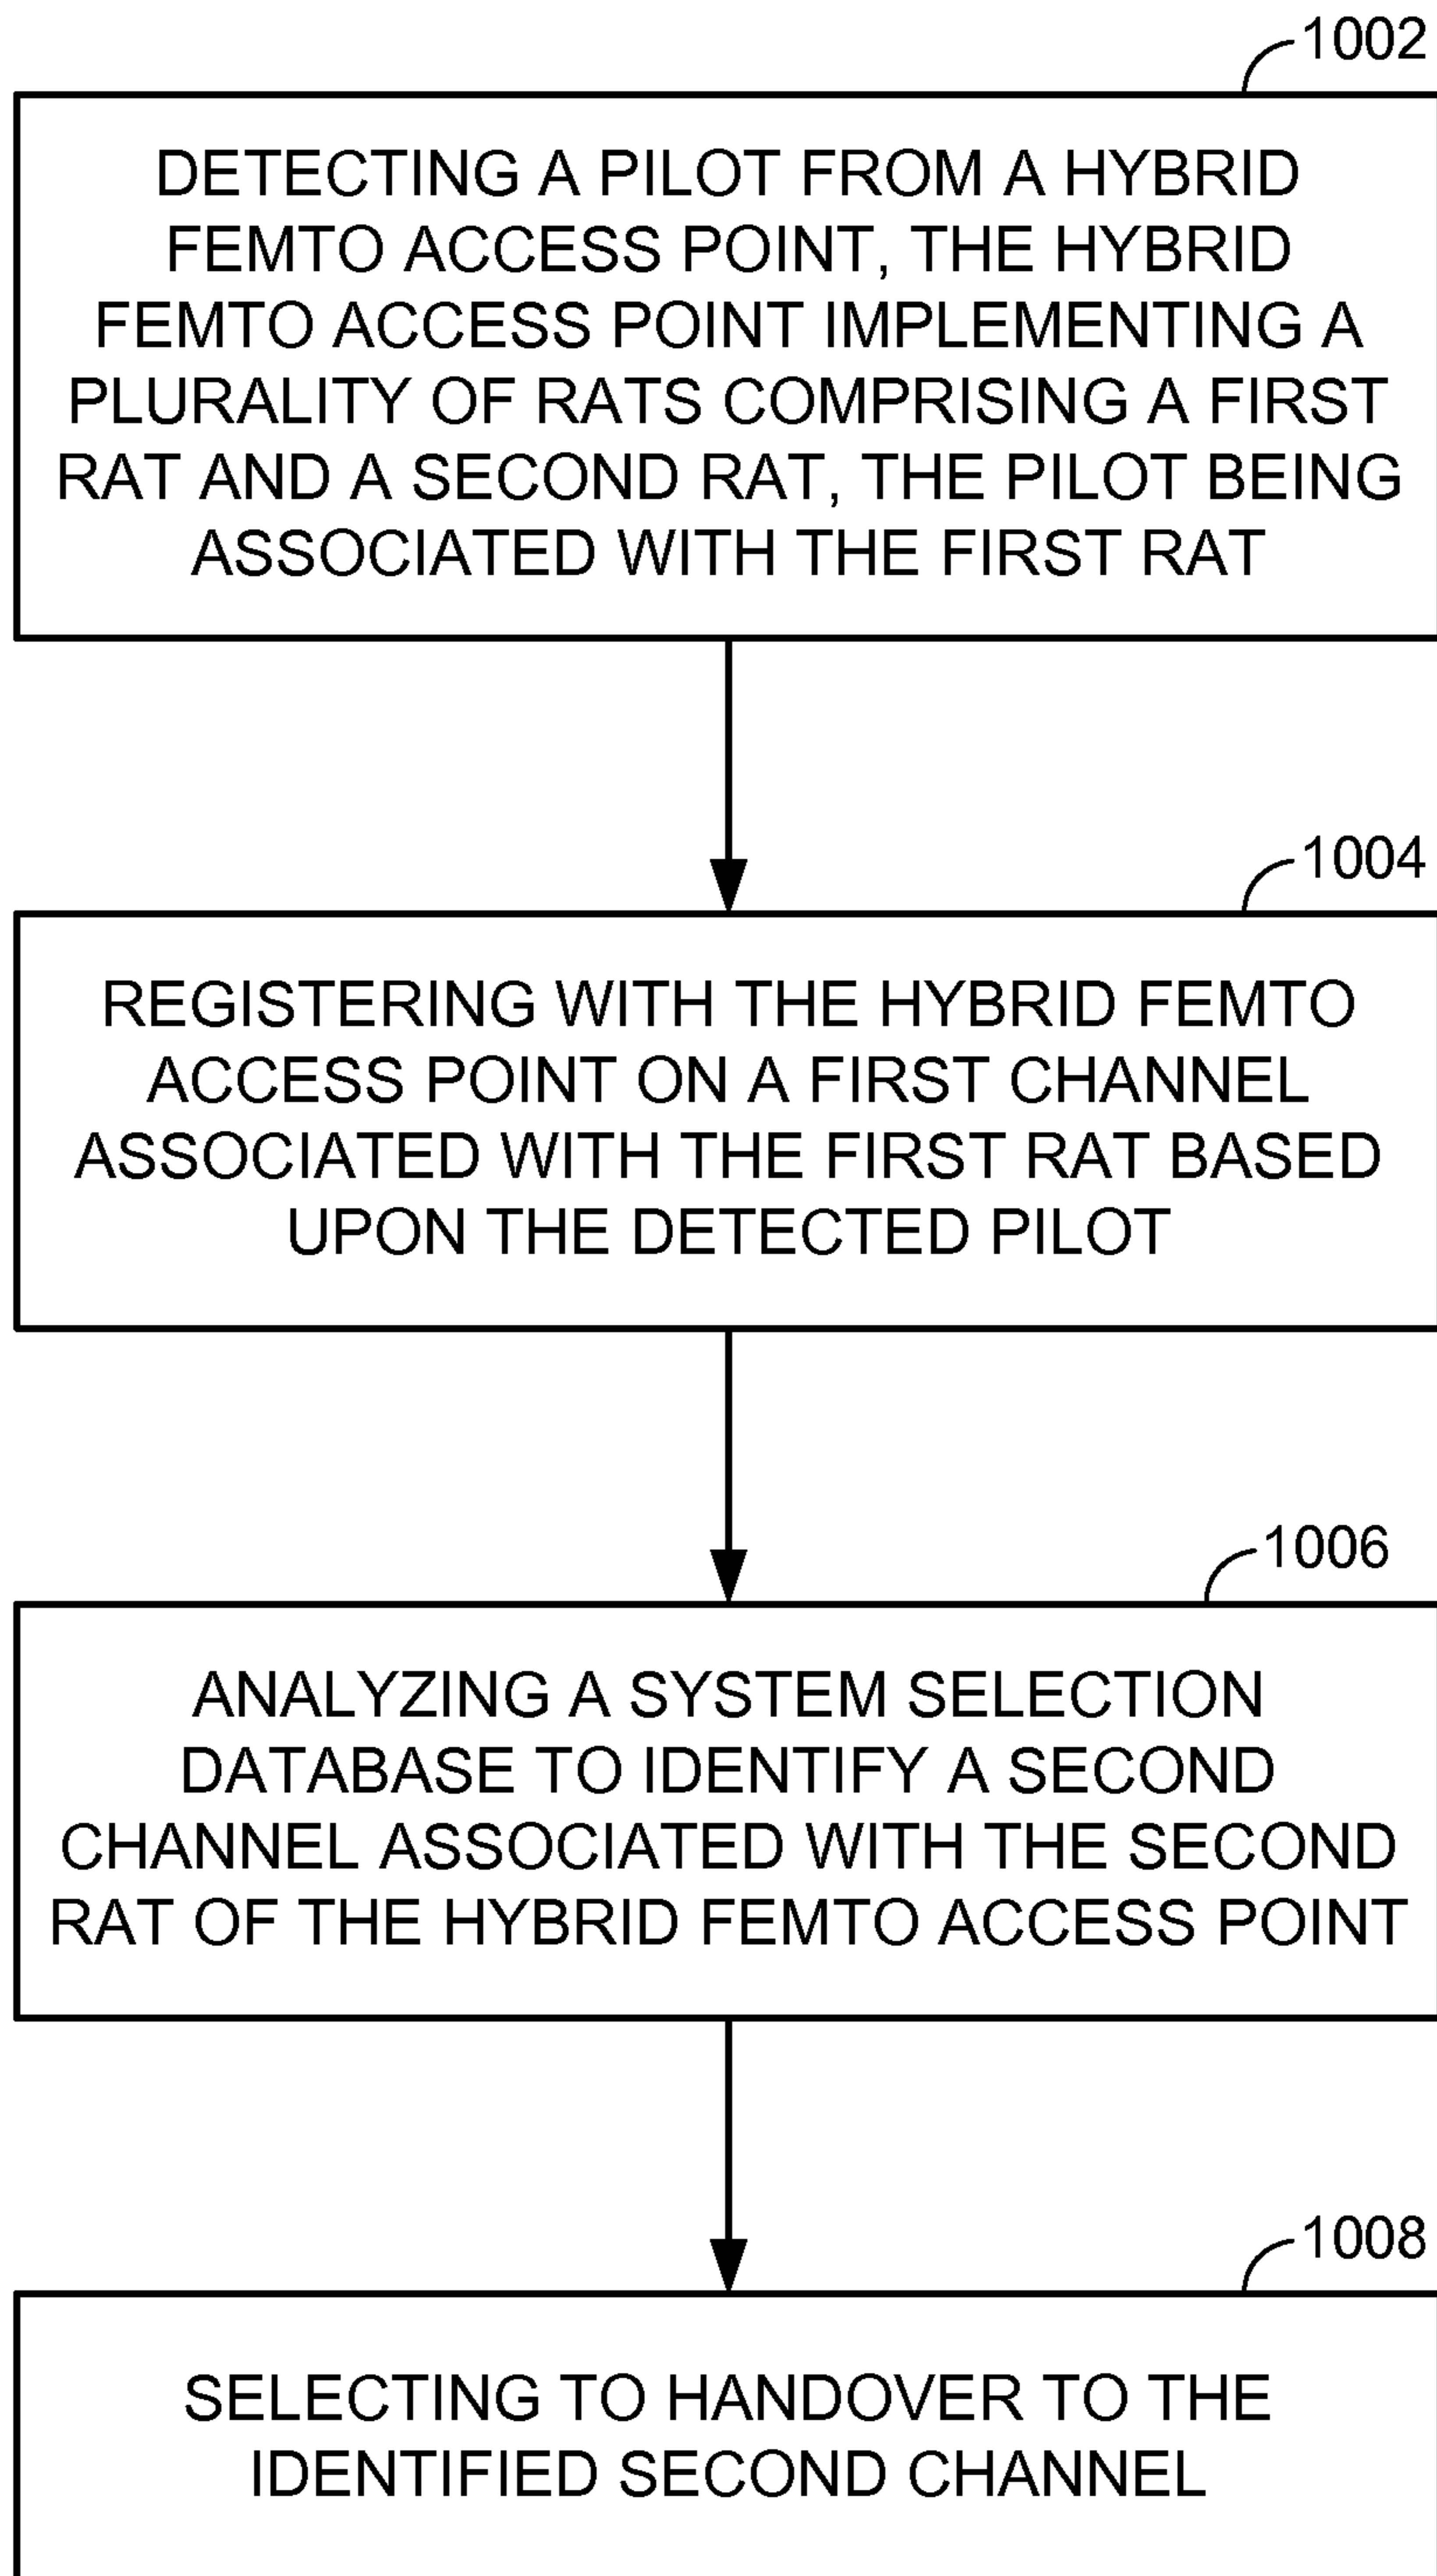 1002
DETECTING A PILOT FROM A HYBRID
FEMTO ACCESS POINT, THE HYBRID
FEMTO ACCESS POINT IMPLEMENTING A
PLURALITY OF RATS COMPRISING A FIRST
RAT AND A SECOND RAT, THE PILOT BEING
ASSOCIATED WITH THE FIRST RAT
1004
REGISTERING WITH THE HYBRID FEMTO
ACCESS POINT ON A FIRST CHANNEL
ASSOCIATED WITH THE FIRST RAT BASED
UPON THE DETECTED PILOT
1006
ANALYZING A SYSTEM SELECTION
DATABASE TO IDENTIFY A SECOND
CHANNEL ASSOCIATED WITH THE SECOND
RAT OF THE HYBRID FEMTO ACCESS POINT
1008
SELECTING TO HANDOVER TO THE
IDENTIFIED SECOND CHANNEL